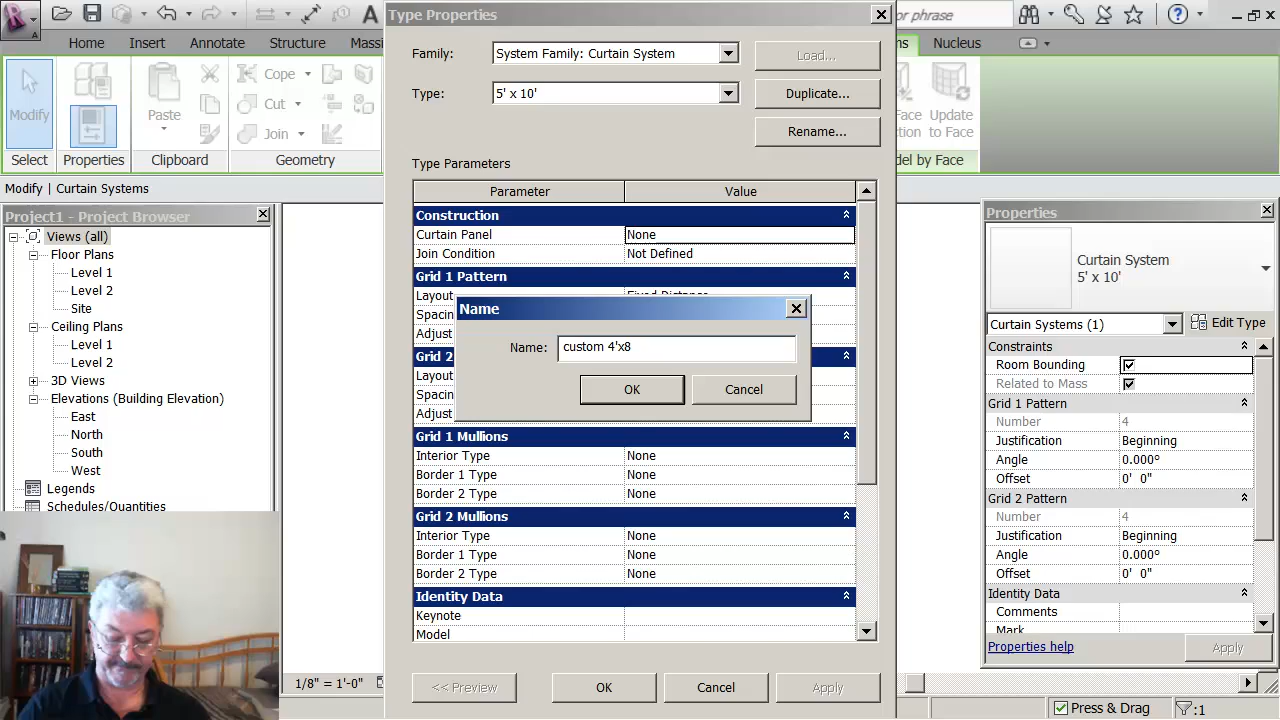 Type Properties
or phrase
Home
Insert
Annotate
Structure
Nucleus
Modify
Paste
Cope
Cut
Join
Select
Properties
Clipboard
Geometry
Modify | Curtain Systems
Project1 - Project Browser
Views (all)
Floor Plans
Level 1
Level 2
Site
Ceiling Plans
Level 1
Level 2
3D Views
Elevations (Building Elevation)
East
North
South
West
Legends
Schedules/Quantities
1/8" = 1'-0"
Family:
System Family: Curtain System
Load...
Type:
5' x 10'
Duplicate...
Rename...
Type Parameters
Parameter
Value
Construction
Curtain Panel
None
Join Condition
Not Defined
Grid 1 Pattern
Layout
Fixed Distance
Spacin
Adjust
Grid 2
Layout
Spacin
Adjust
Name
Name:
custom 4'x8
OK
Cancel
Grid 1 Mullions
Interior Type
None
Border 1 Type
None
Border 2 Type
None
Grid 2 Mullions
Interior Type
None
Border 1 Type
None
Border 2 Type
None
Identity Data
Keynote
Model
<< Preview
OK
Cancel
Apply
Face
Update
to Face
by Face
Properties
Curtain System
5' x 10'
Curtain Systems (1)
Edit Type
Constraints
Room Bounding
Related to Mass
Grid 1 Pattern
Number
4
Justification
Beginning
Angle
0.000°
Offset
0' 0"
Grid 2 Pattern
Number
4
Justification
Beginning
Angle
0.000°
Offset
0' 0"
Identity Data
Comments
Mark
Properties help
Apply
Press & Drag
:1